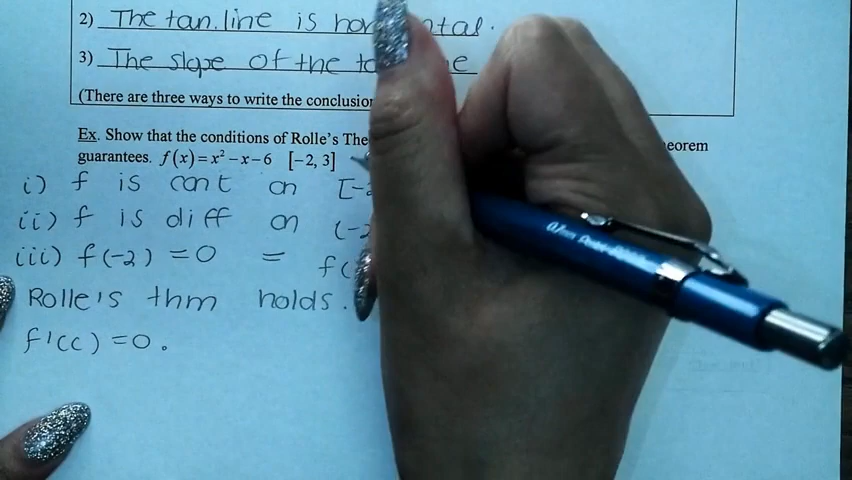 2) The tan. line is hor ntal.
3) The slope of the e
(There are three ways to write the conclusion
Ex. Show that the conditions of Rolle's The eorem
guarantees. f(x) = x² − x − 6 [−2, 3]
i) f is cont on [-2
ii) f is diff on (-2
iii) f(-2) = 0 = f(
Rolle's thm holds.
f'(c) = 0.